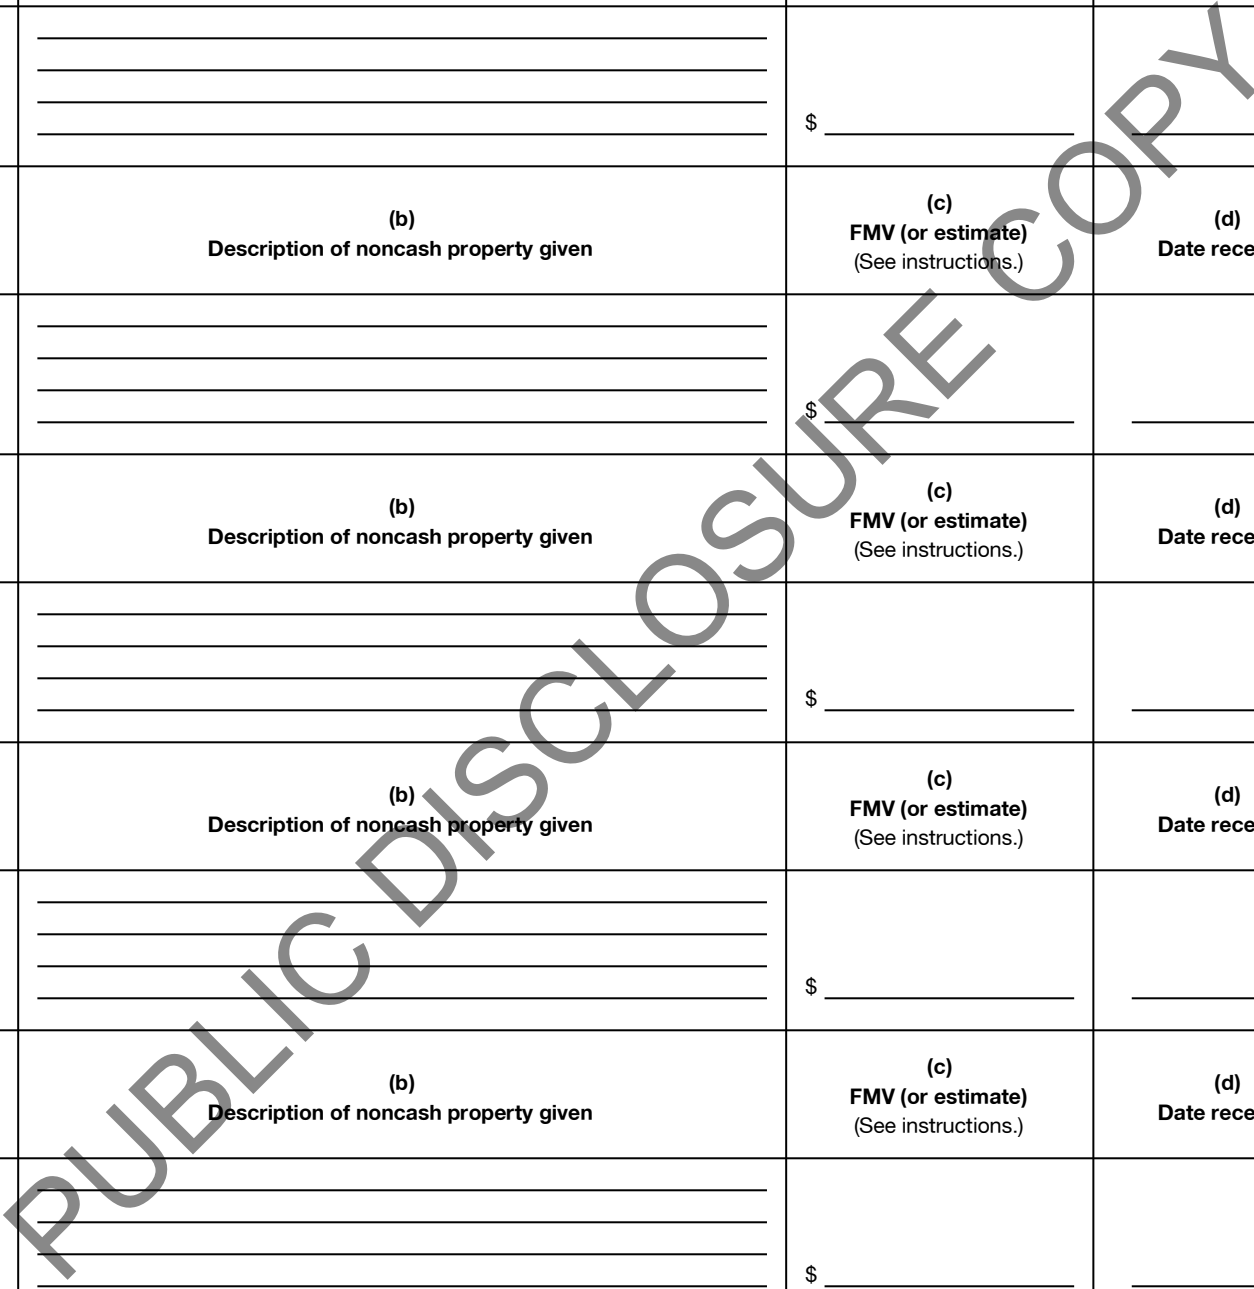 $
(b)
Description of noncash property given
(c)
FMV (or estimate)
(See instructions.)
(d)
Date rece
$
(b)
Description of noncash property given
(c)
FMV (or estimate)
(See instructions.)
(d)
Date rece
$
(b)
Description of noncash property given
(c)
FMV (or estimate)
(See instructions.)
(d)
Date rece
$
(b)
Description of noncash property given
(c)
FMV (or estimate)
(See instructions.)
(d)
Date rece
$
PUBLIC DISCLOSURE COPY